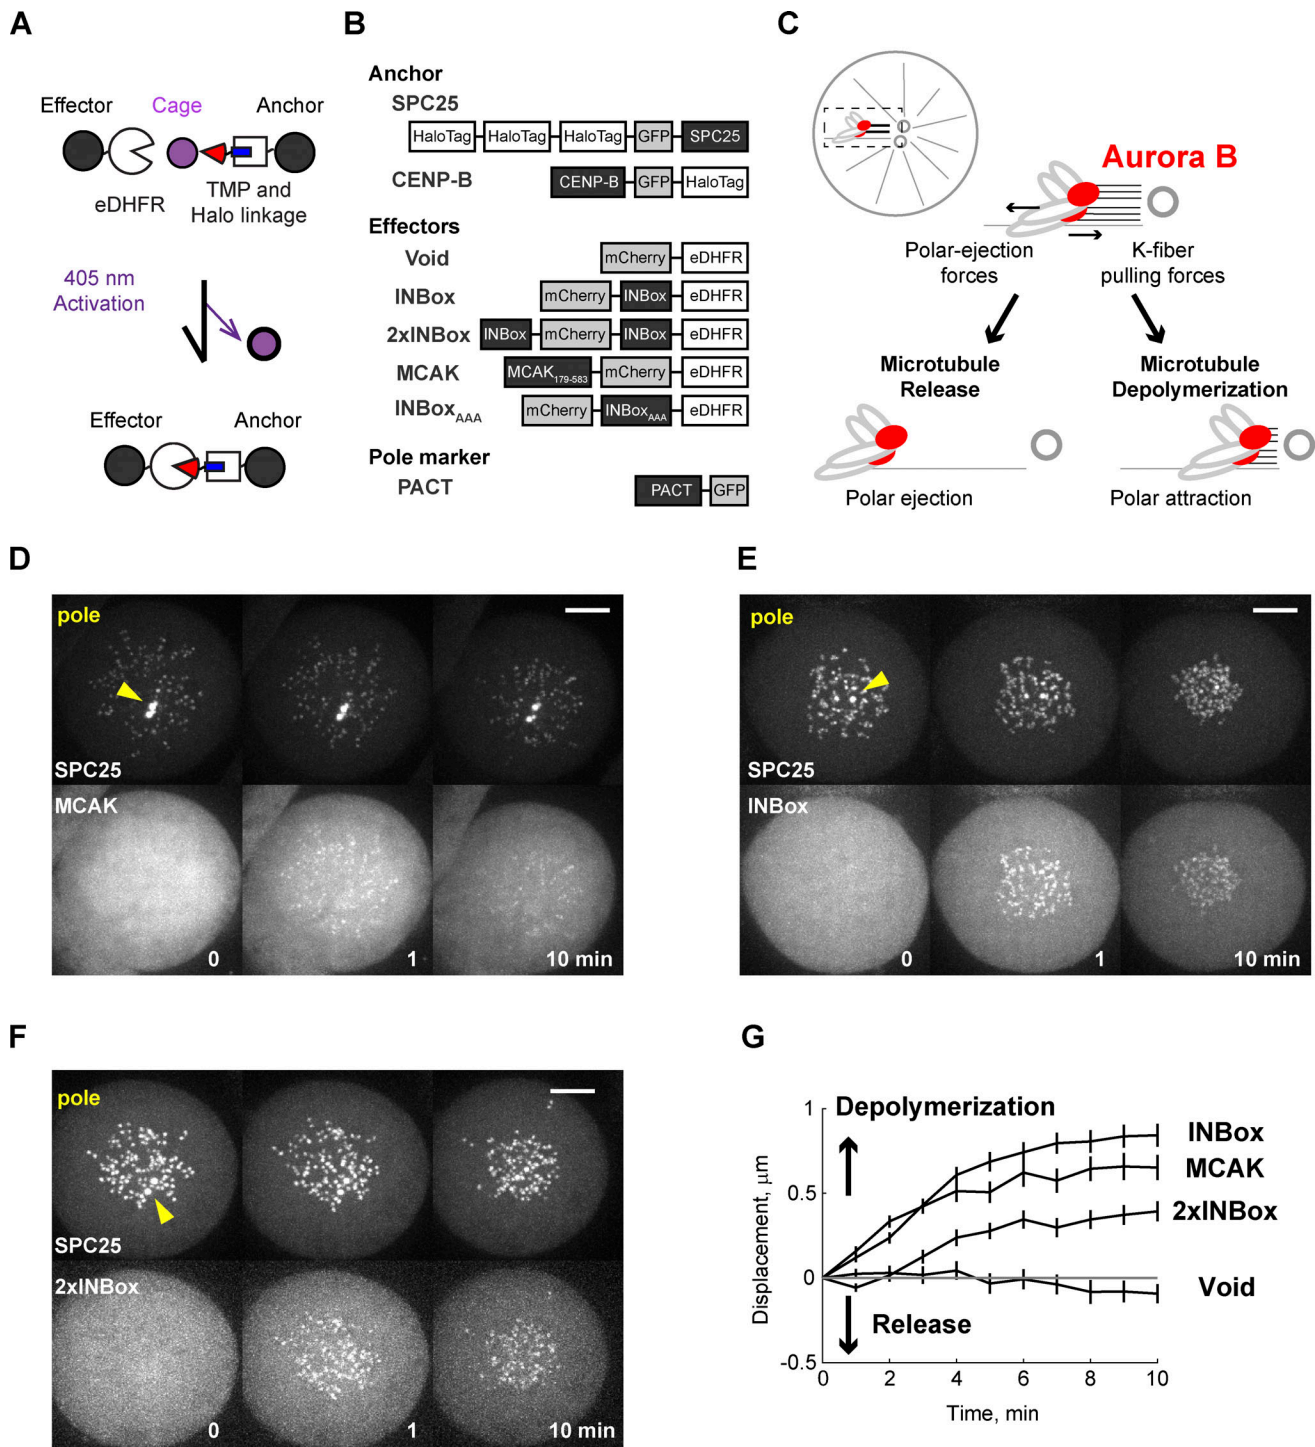 A
Effector
Cage
Anchor
eDHFR
TMP and
Halo linkage
405 nm
Activation
Effector
Anchor
B
Anchor
SPC25
HaloTag HaloTag HaloTag GFP SPC25
CENP-B
CENP-B GFP HaloTag
Effectors
Void
mCherry eDHFR
INBox
mCherry INBox eDHFR
2xINBox
INBox mCherry INBox eDHFR
MCAK
MCAK179-583 mCherry eDHFR
INBoxAAA
mCherry INBoxAAA eDHFR
Pole marker
PACT
PACT GFP
C
Aurora B
Polar-ejection
forces
K-fiber
pulling forces
Microtubule
Release
Microtubule
Depolymerization
Polar ejection
Polar attraction
D
pole
SPC25
MCAK
0
1
10 min
E
pole
SPC25
INBox
0
1
10 min
F
pole
SPC25
2xINBox
0
1
10 min
G
Depolymerization
Release
INBox
MCAK
2xINBox
Void
Displacement, μm
1
0.5
0
-0.5
0 2 4 6 8 10
Time, min